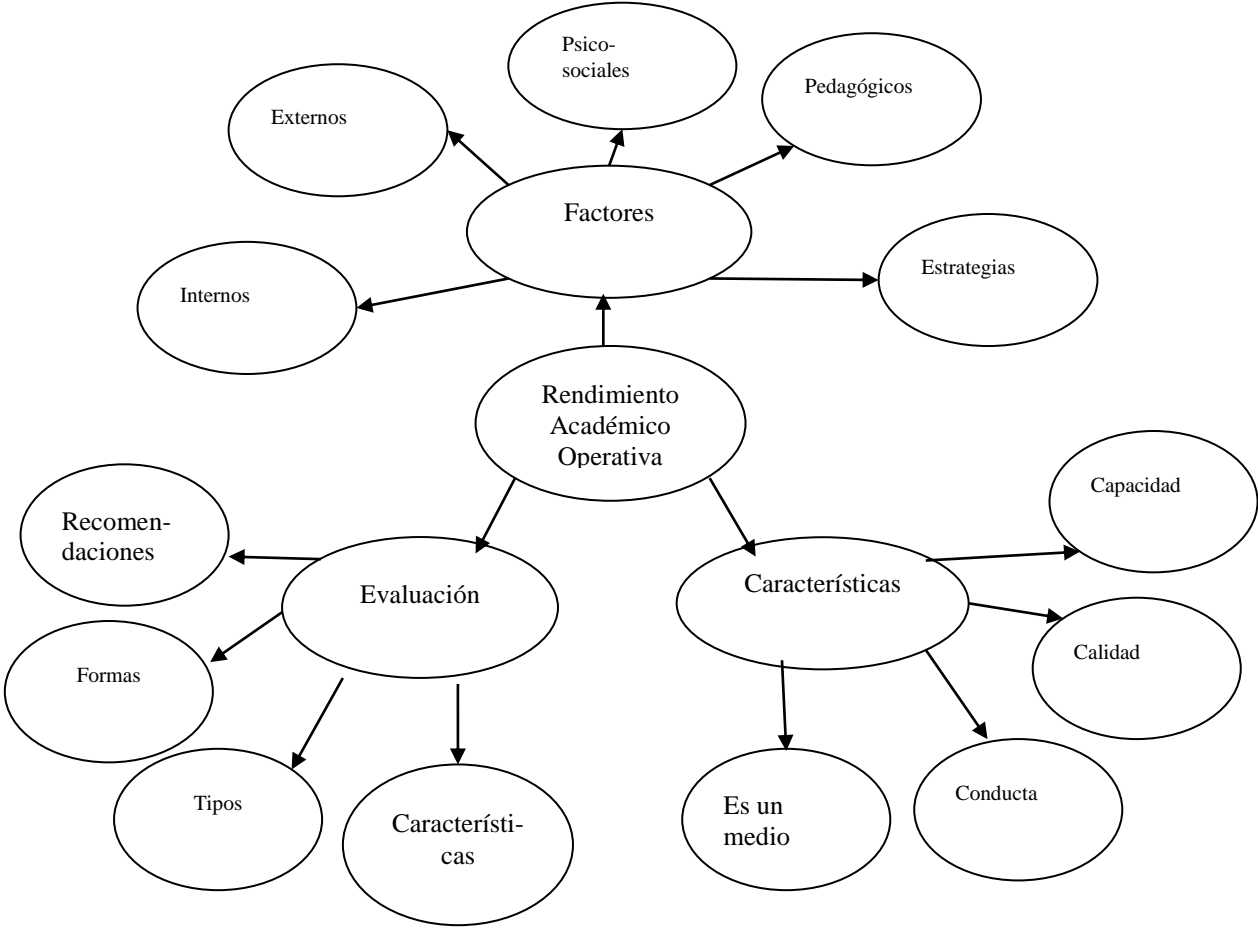 Psico-
sociales
Pedagógicos
Externos
Factores
Estrategias
Internos
Rendimiento
Académico
Operativa
Capacidad
Recomen-
daciones
Evaluación
Características
Calidad
Formas
Tipos
Característi-
cas
Es un
medio
Conducta